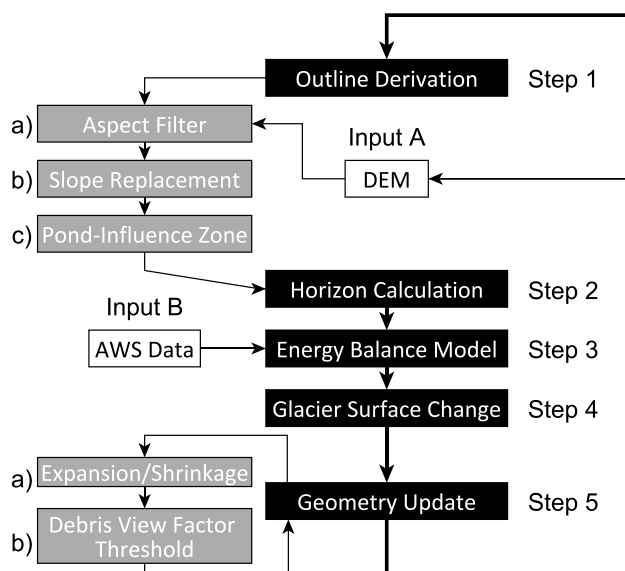 Outline Derivation Step 1
a) Aspect Filter
Input A
b) Slope Replacement
DEM
c) Pond-Influence Zone
Horizon Calculation Step 2
Input B
AWS Data
Energy Balance Model Step 3
Glacier Surface Change Step 4
a) Expansion/Shrinkage
Geometry Update Step 5
b) Debris View Factor
Threshold